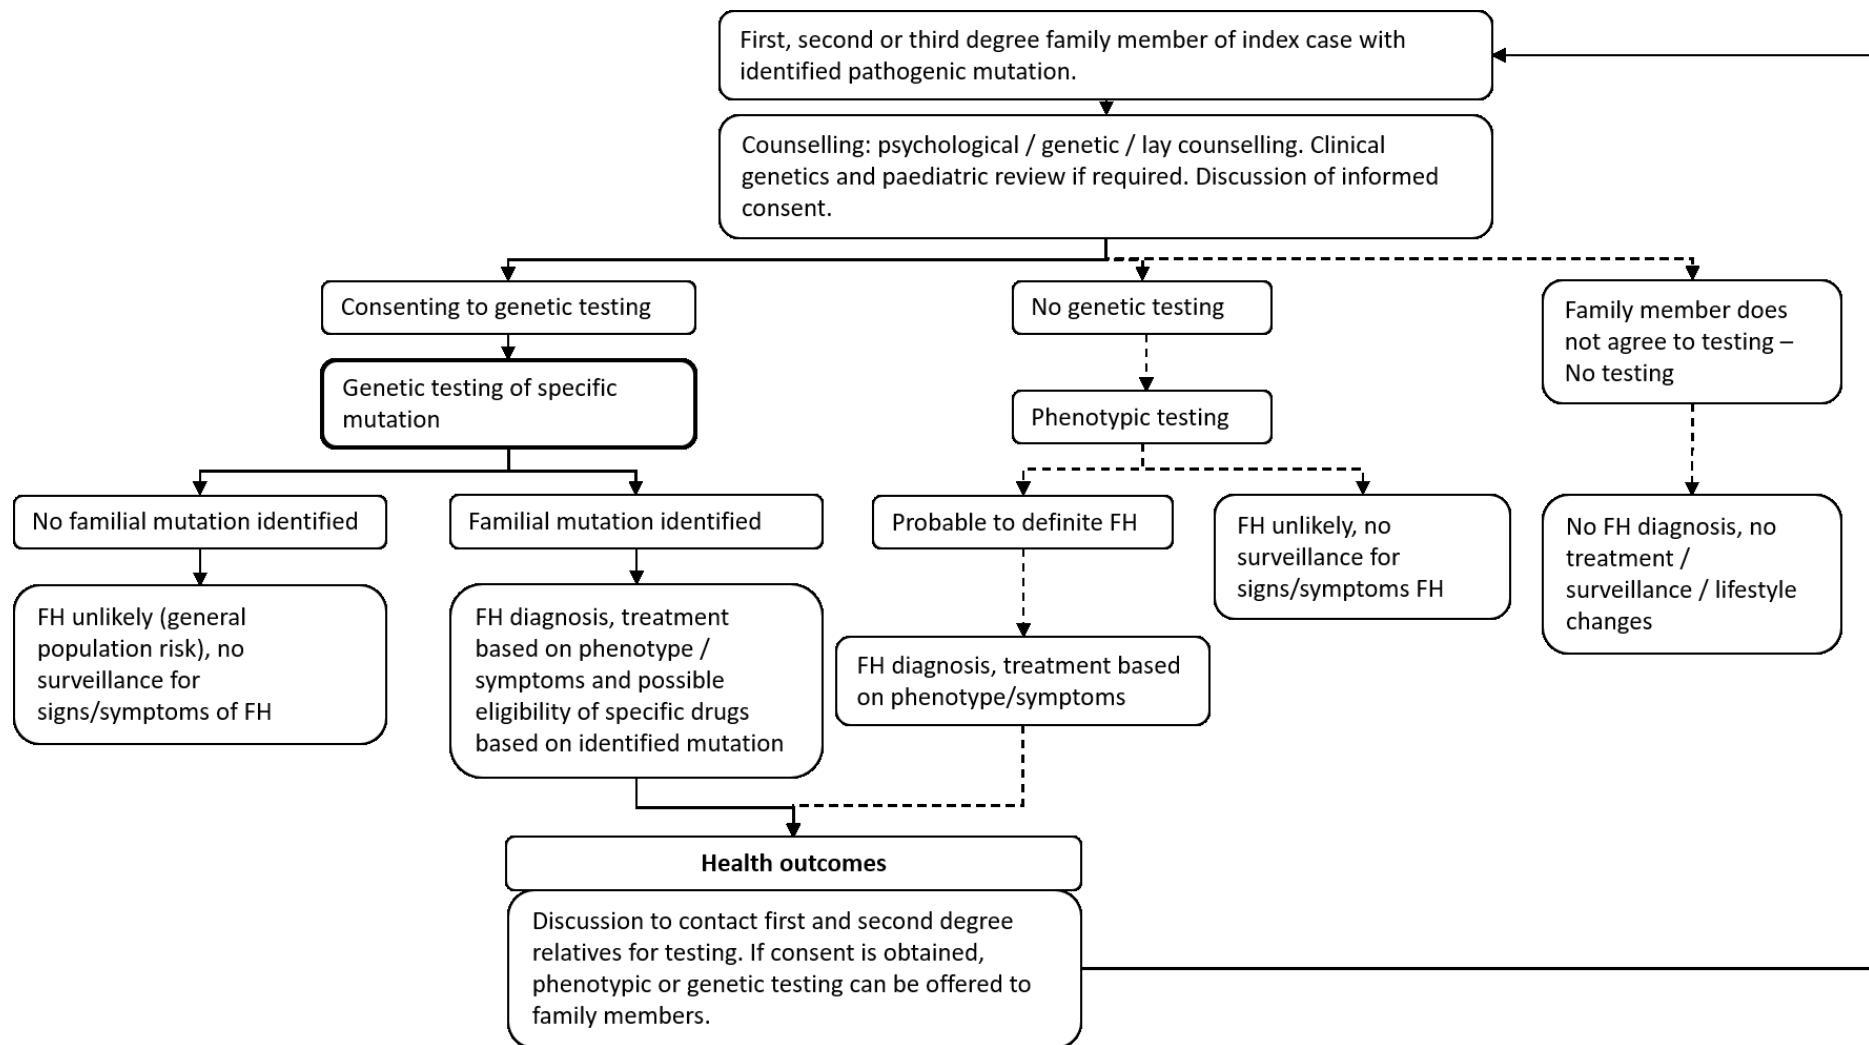 First, second or third degree family member of index case with
identified pathogenic mutation.
Counselling: psychological / genetic / lay counselling. Clinical
genetics and paediatric review if required. Discussion of informed
consent.
Consenting to genetic testing
No genetic testing
Family member does
not agree to testing –
No testing
Genetic testing of specific
mutation
Phenotypic testing
No familial mutation identified
Familial mutation identified
Probable to definite FH
FH unlikely, no
surveillance for
signs/symptoms FH
No FH diagnosis, no
treatment /
surveillance / lifestyle
changes
FH unlikely (general
population risk), no
surveillance for
signs/symptoms of FH
FH diagnosis, treatment
based on phenotype /
symptoms and possible
eligibility of specific drugs
based on identified mutation
FH diagnosis, treatment based
on phenotype/symptoms
Health outcomes
Discussion to contact first and second degree
relatives for testing. If consent is obtained,
phenotypic or genetic testing can be offered to
family members.